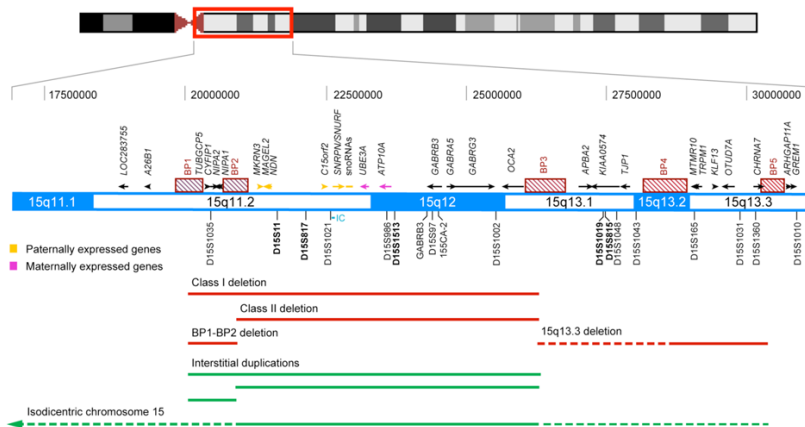 17500000 20000000 22500000 25000000 27500000 30000000
LOC283755 A26B1 BP1 TUBGCP5 CYFIP1 NIPA2 NIPA1 BP2 MKRN3 MAGEL2 NDN C15orf2 SNRPN/SNURF snoRNAs UBE3A ATP10A GABRB3 GABRA5 GABRG3 OCA2 BP3 APBA2 KIAA0574 TJP1 BP4 MTMR10 TRPM1 KLF13 OTUD7A CHRNA7 BP5 ARHGAP11A GREM1
15q11.1 15q11.2 15q12 15q13.1 15q13.2 15q13.3
IC
D15S1035 D15S11 D15S817 D15S1021 D15S986 D15S1513 GABRB3 D15S97 155CA-2 D15S1002 D15S1019 D15S815 D15S1048 D15S1043 D15S165 D15S1031 D15S1360 D15S1010
Paternally expressed genes
Maternally expressed genes
Class I deletion
Class II deletion
BP1-BP2 deletion 15q13.3 deletion
Interstitial duplications
Isodicentric chromosome 15